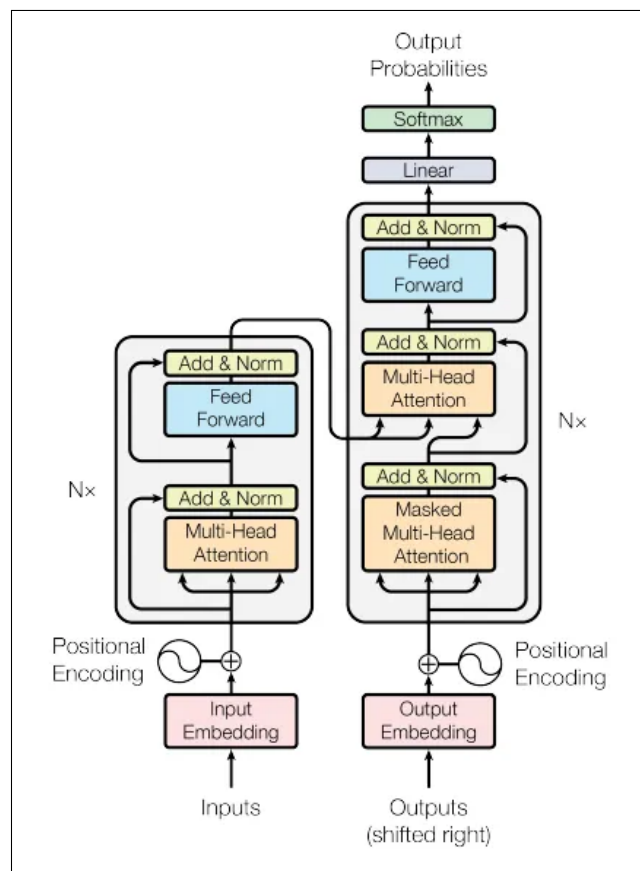 Output
Probabilities
Softmax
Linear
Add & Norm
Feed
Forward
Add & Norm
Multi-Head
Attention
Add & Norm
Masked
Multi-Head
Attention
N×
Positional
Encoding
Output
Embedding
Outputs
(shifted right)
Add & Norm
Feed
Forward
Add & Norm
Multi-Head
Attention
N×
Positional
Encoding
Input
Embedding
Inputs